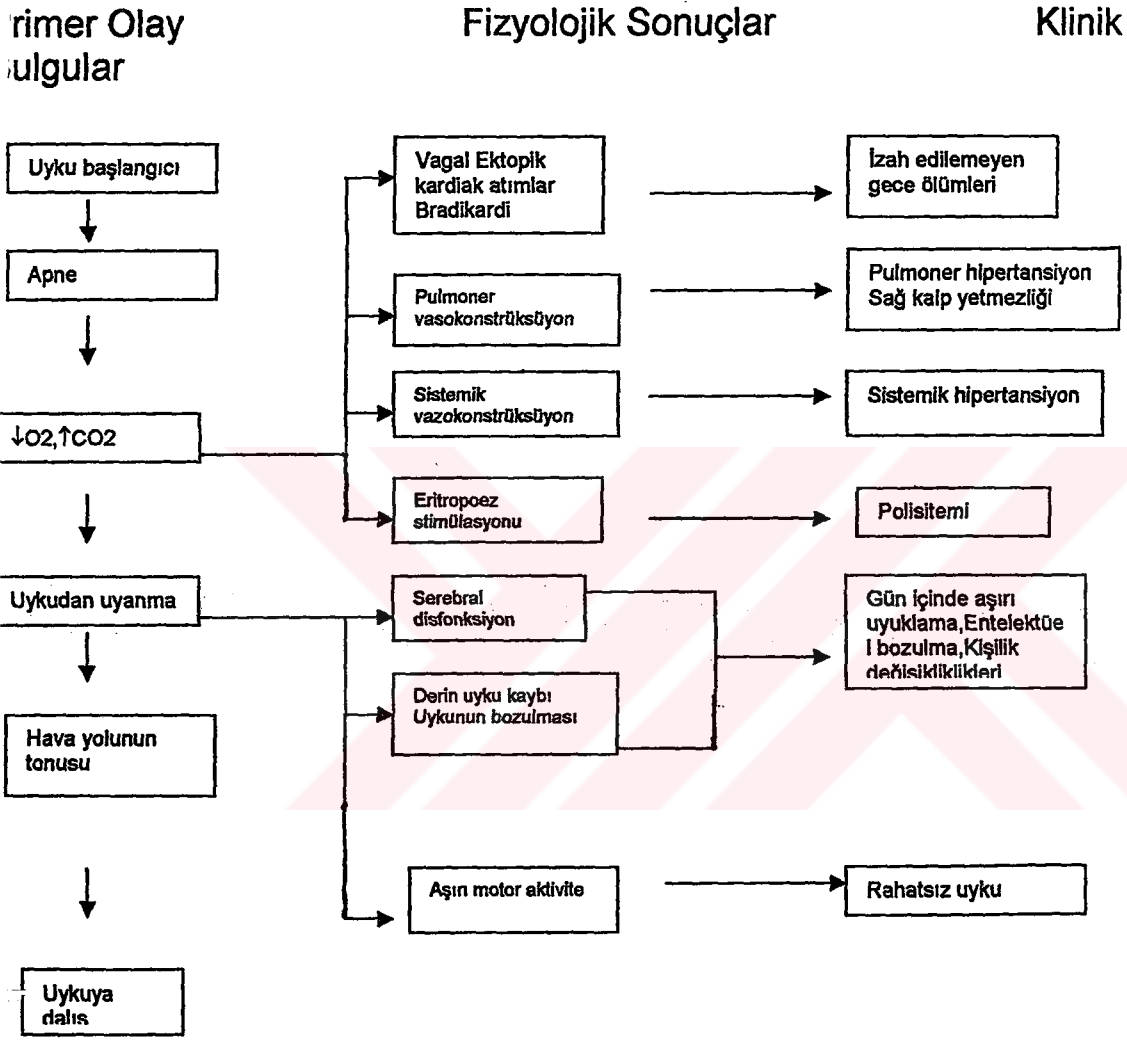 rimer Olay Fizyolojik Sonuçlar Klinik
ulgular
Uyku başlangıcı
Apne
↓O2,↑CO2
Uykudan uyanma
Hava yolunun
tonusu
Uykuya
dalış
Vagal Ektopik
kardiak atımlar
Bradikardi
Pulmoner
vasokonstrüksüyon
Sistemik
vazokonstrüksüyon
Eritropoez
stimülasyonu
Serebral
disfonksiyon
Derin uyku kaybı
Uykunun bozulması
Aşırı motor aktivite
İzah edilemeyen
gece ölümleri
Pulmoner hipertansiyon
Sağ kalp yetmezliği
Sistemik hipertansiyon
Polisitemi
Gün içinde aşırı
uyuklama,Entelektüe
l bozulma,Kişilik
değişikliklikleri
Rahatsız uyku